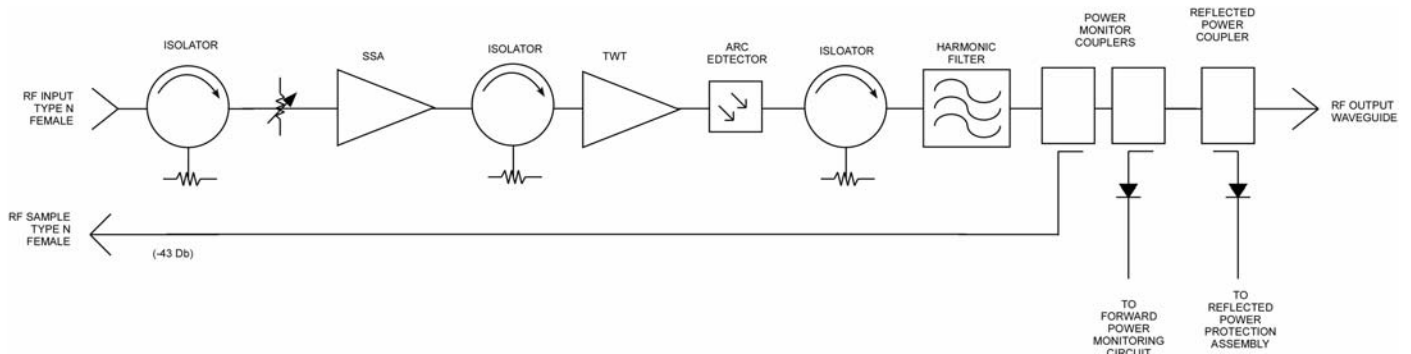 ISOLATOR
SSA
ISOLATOR
TWT
ARC
EDTECTOR
ISLOATOR
HARMONIC
FILTER
POWER
MONITOR
COUPLERS
REFLECTED
POWER
COUPLER
RF INPUT
TYPE N
FEMALE
RF OUTPUT
WAVEGUIDE
RF SAMPLE
TYPE N
FEMALE
(-43 Db)
TO
FORWARD
POWER
MONITORING
CIRCUIT
TO
REFLECTED
POWER
PROTECTION
ASSEMBLY